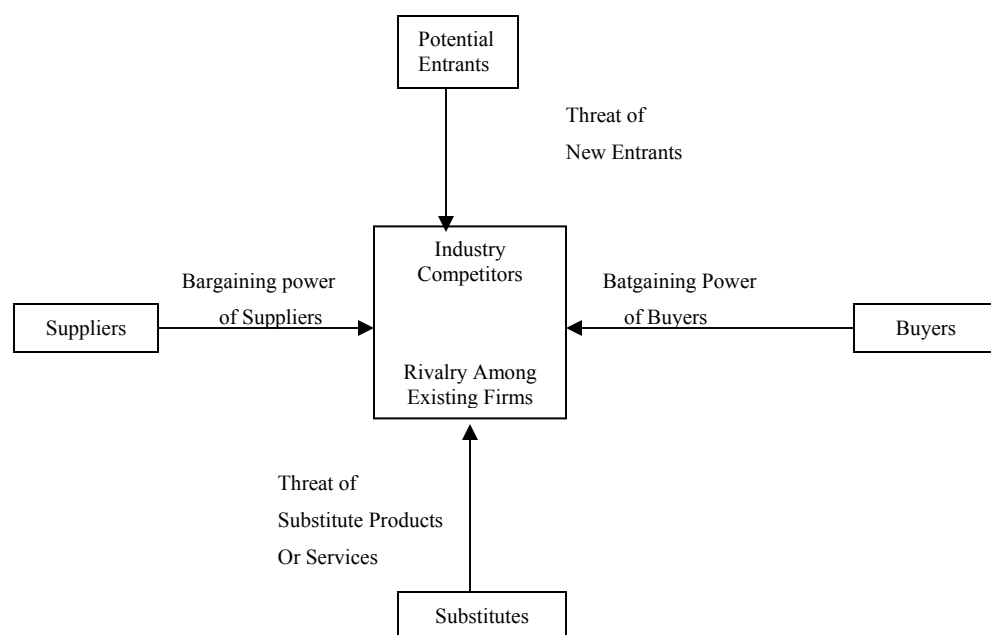 Potential
Entrants
Threat of
New Entrants
Industry
Competitors
Bargaining power
of Suppliers
Batgaining Power
of Buyers
Suppliers
Buyers
Rivalry Among
Existing Firms
Threat of
Substitute Products
Or Services
Substitutes